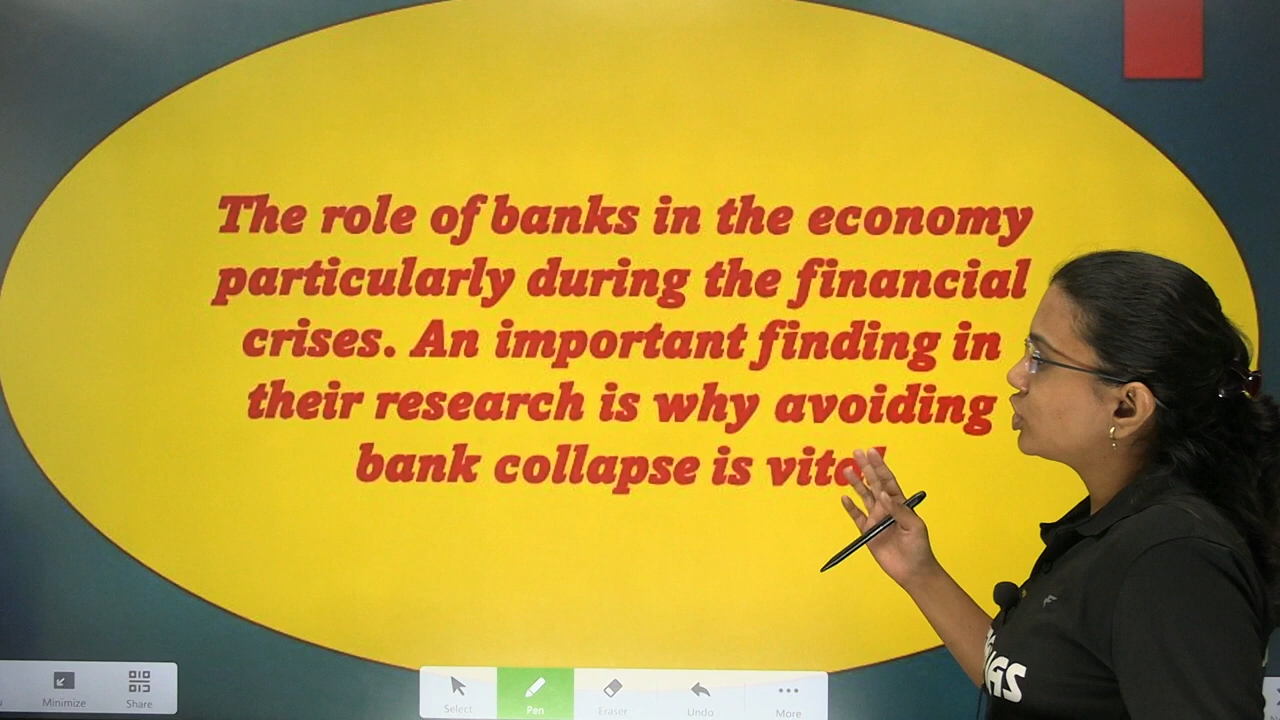 The role of banks in the economy
particularly during the financial
crises. An important finding in
their research is why avoiding
bank collapse is vital
Minimize
Share
Select
Pen
Eraser
Undo
More